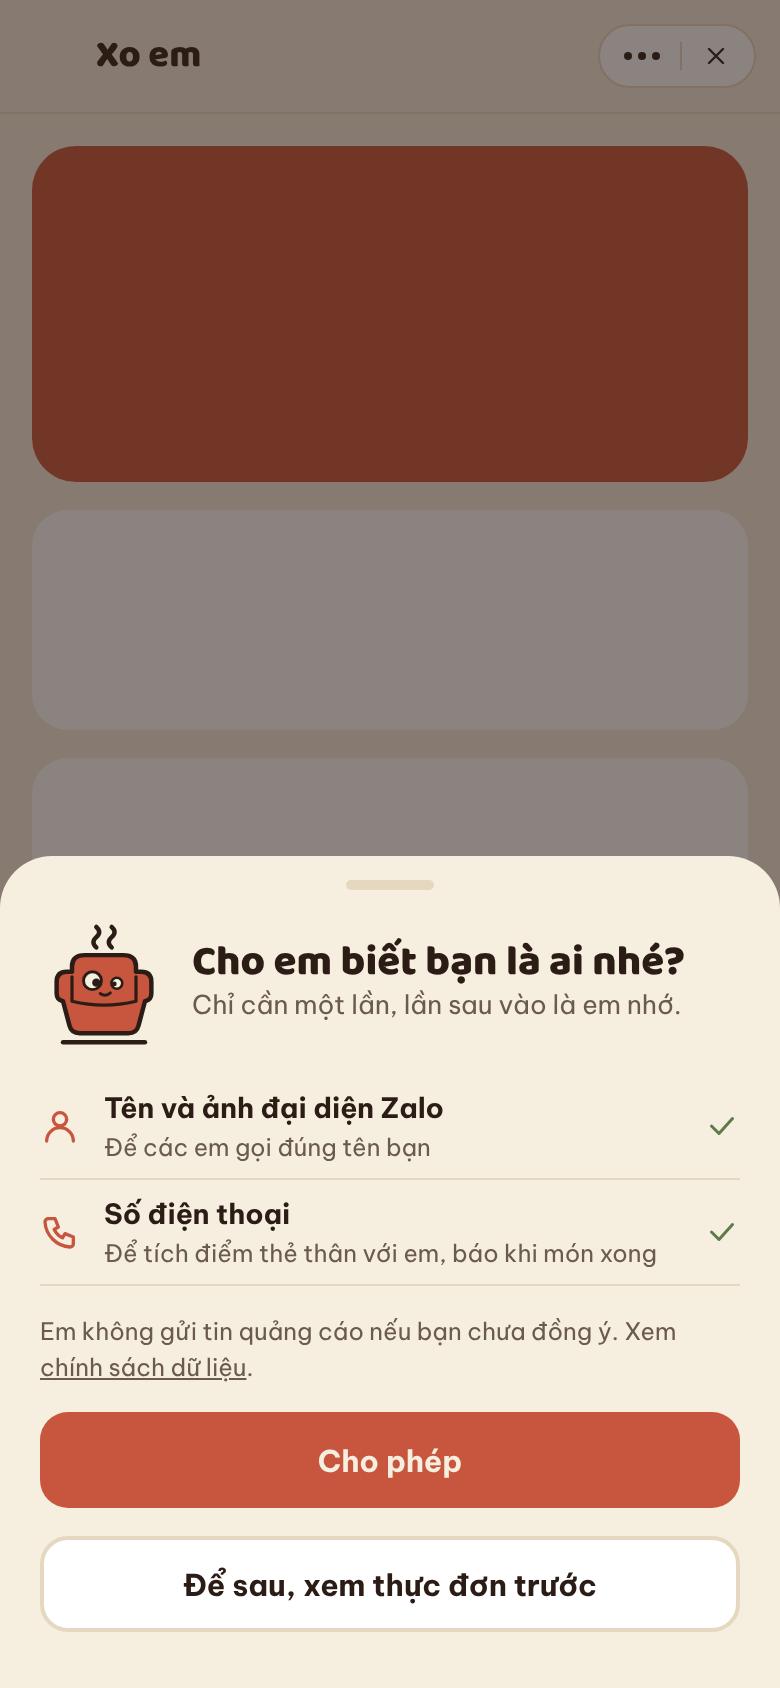 Xo em
Cho em biết bạn là ai nhé?
Chỉ cần một lần, lần sau vào là em nhớ.
Tên và ảnh đại diện Zalo
Để các em gọi đúng tên bạn
Số điện thoại
Để tích điểm thẻ thân với em, báo khi món xong
Em không gửi tin quảng cáo nếu bạn chưa đồng ý. Xem
chính sách dữ liệu.
Cho phép
Để sau, xem thực đơn trước